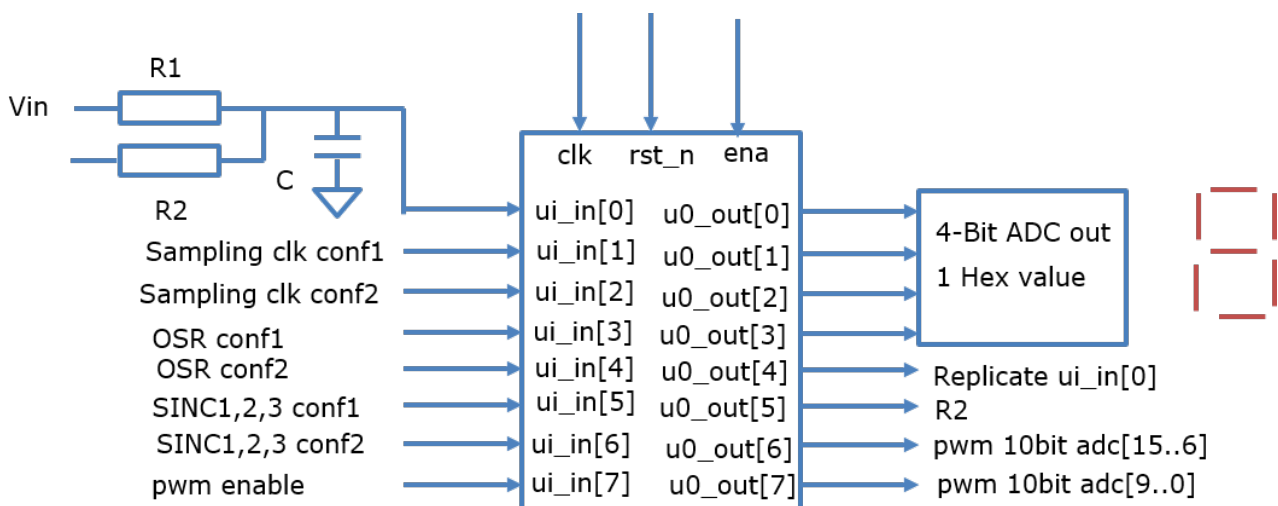 R1
Vin
C
R2
clk rst_n ena
Sampling clk conf1
Sampling clk conf2
OSR conf1
OSR conf2
SINC1,2,3 conf1
SINC1,2,3 conf2
pwm enable
ui_in[0]
ui_in[1]
ui_in[2]
ui_in[3]
ui_in[4]
ui_in[5]
ui_in[6]
ui_in[7]
u0_out[0]
u0_out[1]
u0_out[2]
u0_out[3]
u0_out[4]
u0_out[5]
u0_out[6]
u0_out[7]
4-Bit ADC out
1 Hex value
Replicate ui_in[0]
R2
pwm 10bit adc[15..6]
pwm 10bit adc[9..0]